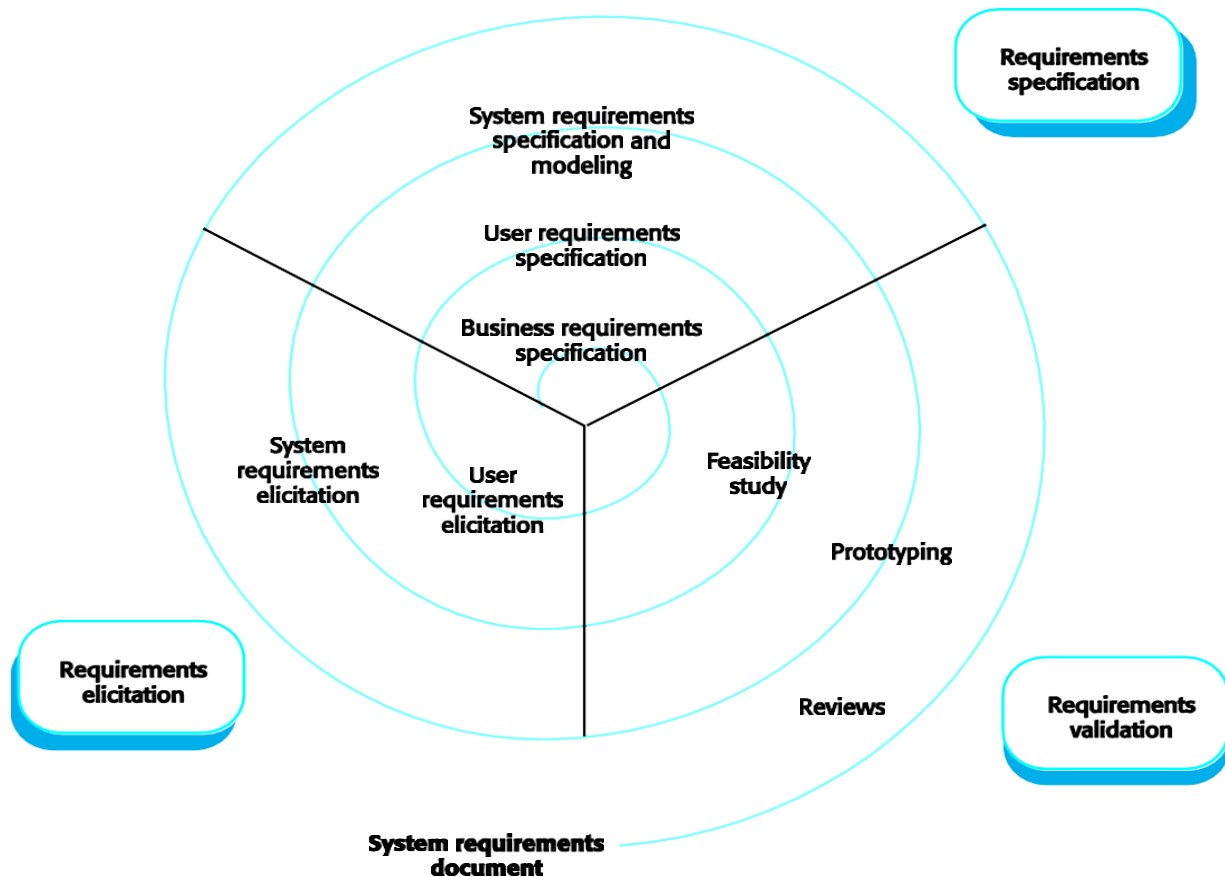 Requirements
specification
System requirements
specification and
modeling
User requirements
specification
Business requirements
specification
System
requirements
elicitation
User
requirements
elicitation
Feasibility
study
Prototyping
Requirements
elicitation
Reviews
Requirements
validation
System requirements
document